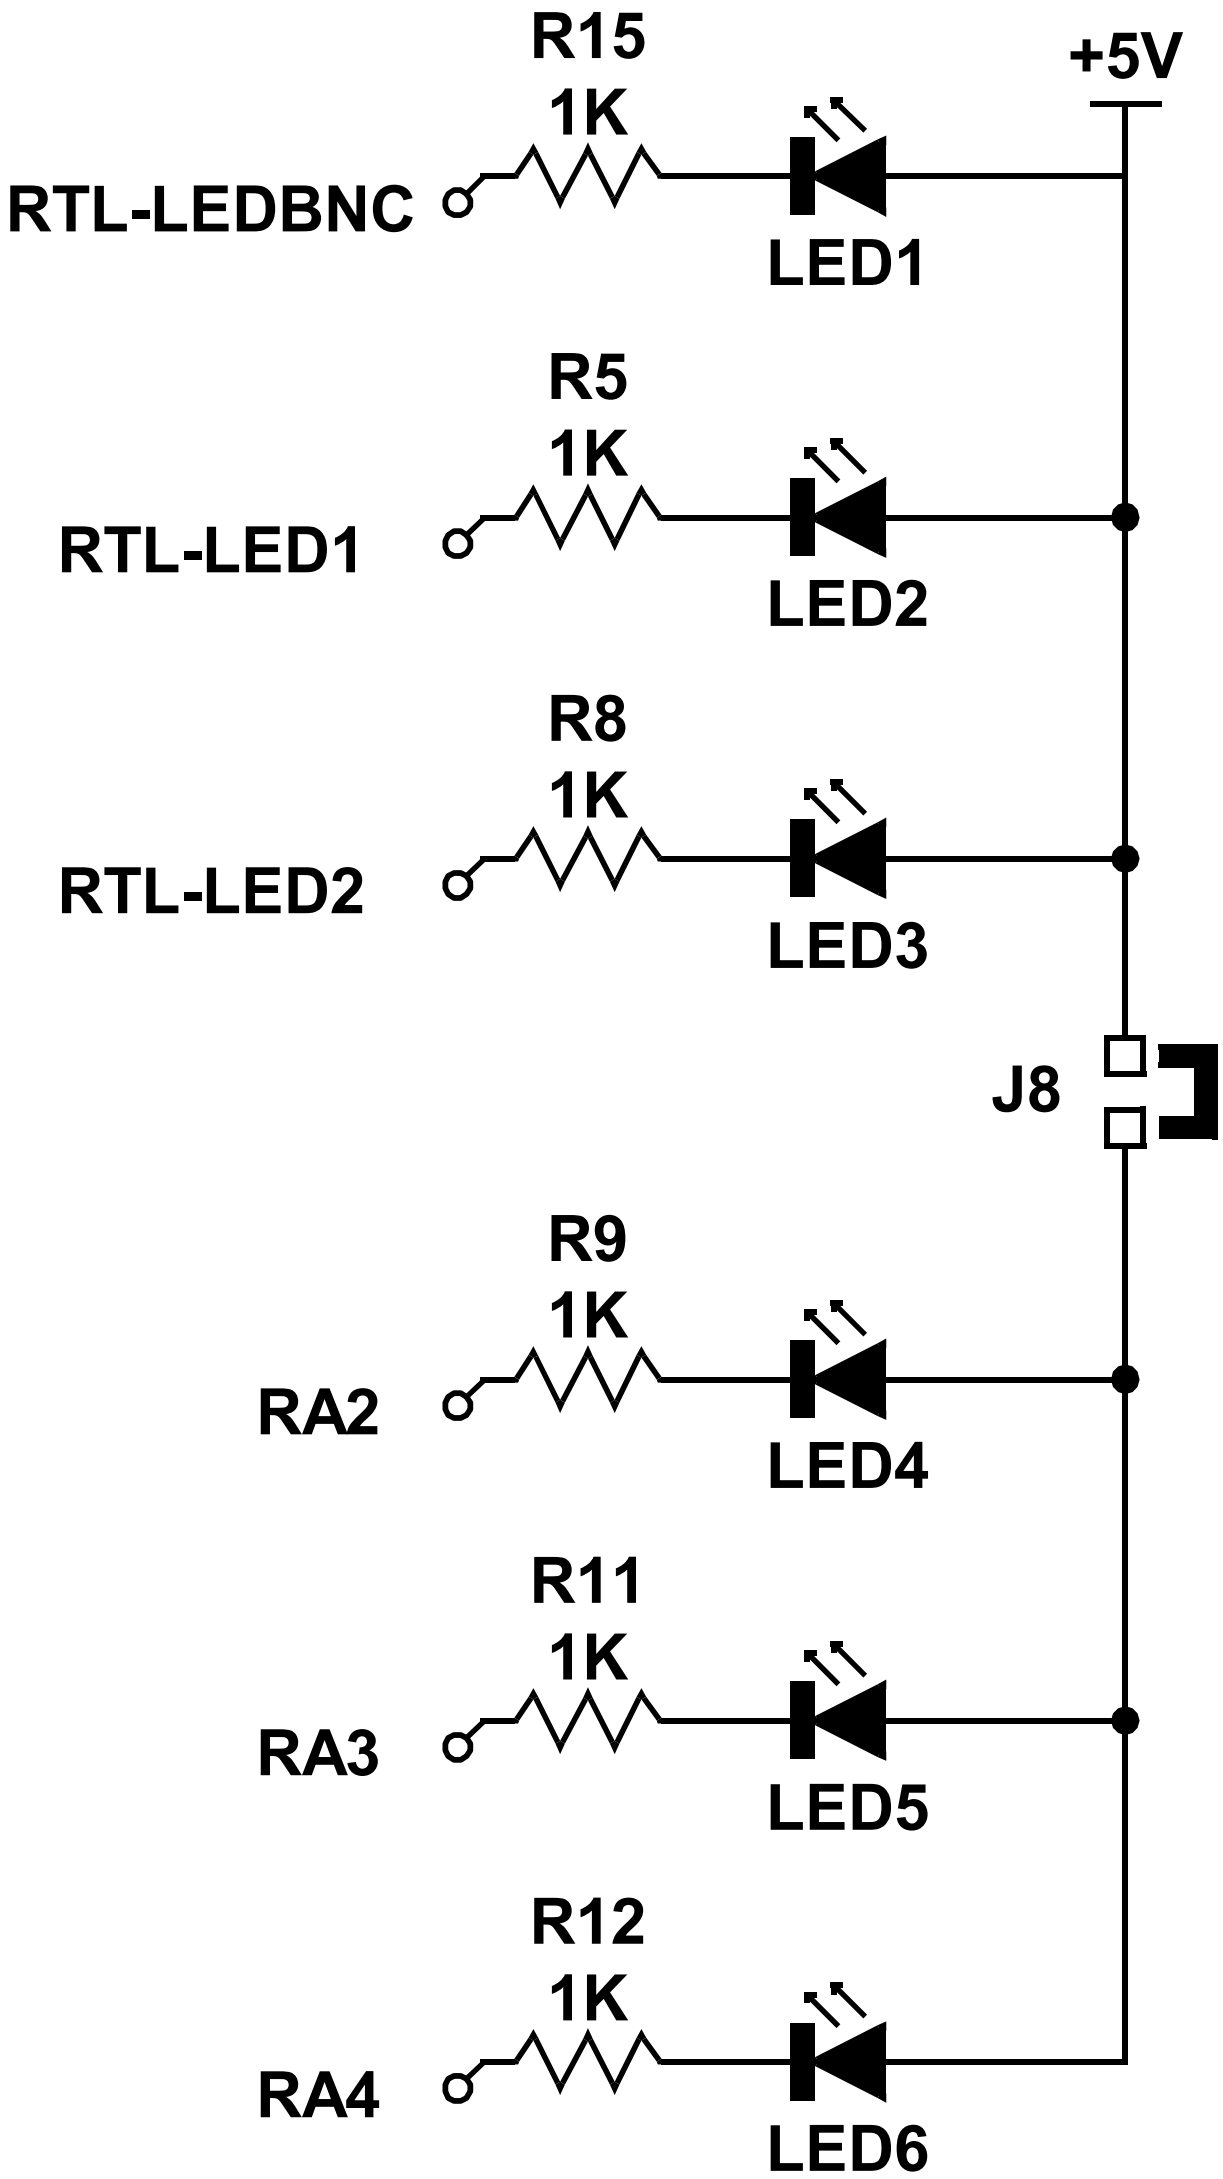 R15
1K
+5V
RTL-LEDBNC
LED1
R5
1K
RTL-LED1
LED2
R8
1K
RTL-LED2
LED3
J8
R9
1K
RA2
LED4
R11
1K
RA3
LED5
R12
1K
RA4
LED6